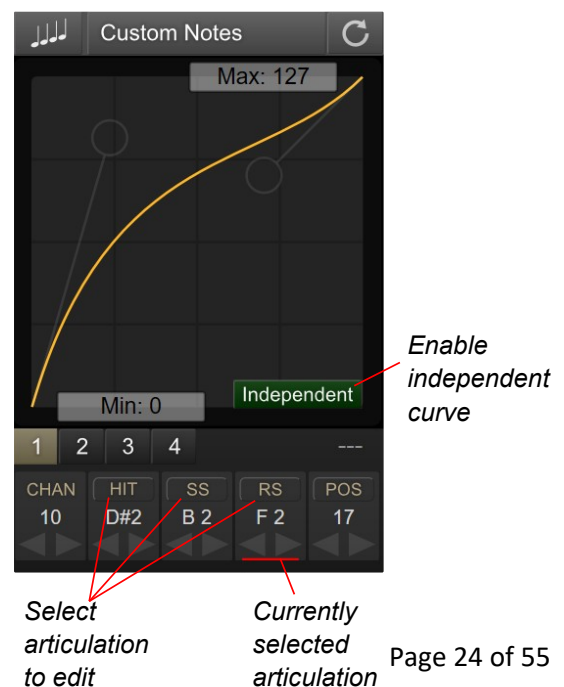 Custom Notes
Max: 127
Enable
independent
curve
Independent
Min: 0
1 2 3 4 ---
CHAN HIT SS RS POS
10 D#2 B 2 F 2 17
Select
articulation
to edit
Currently
selected
articulation
Page 24 of 55